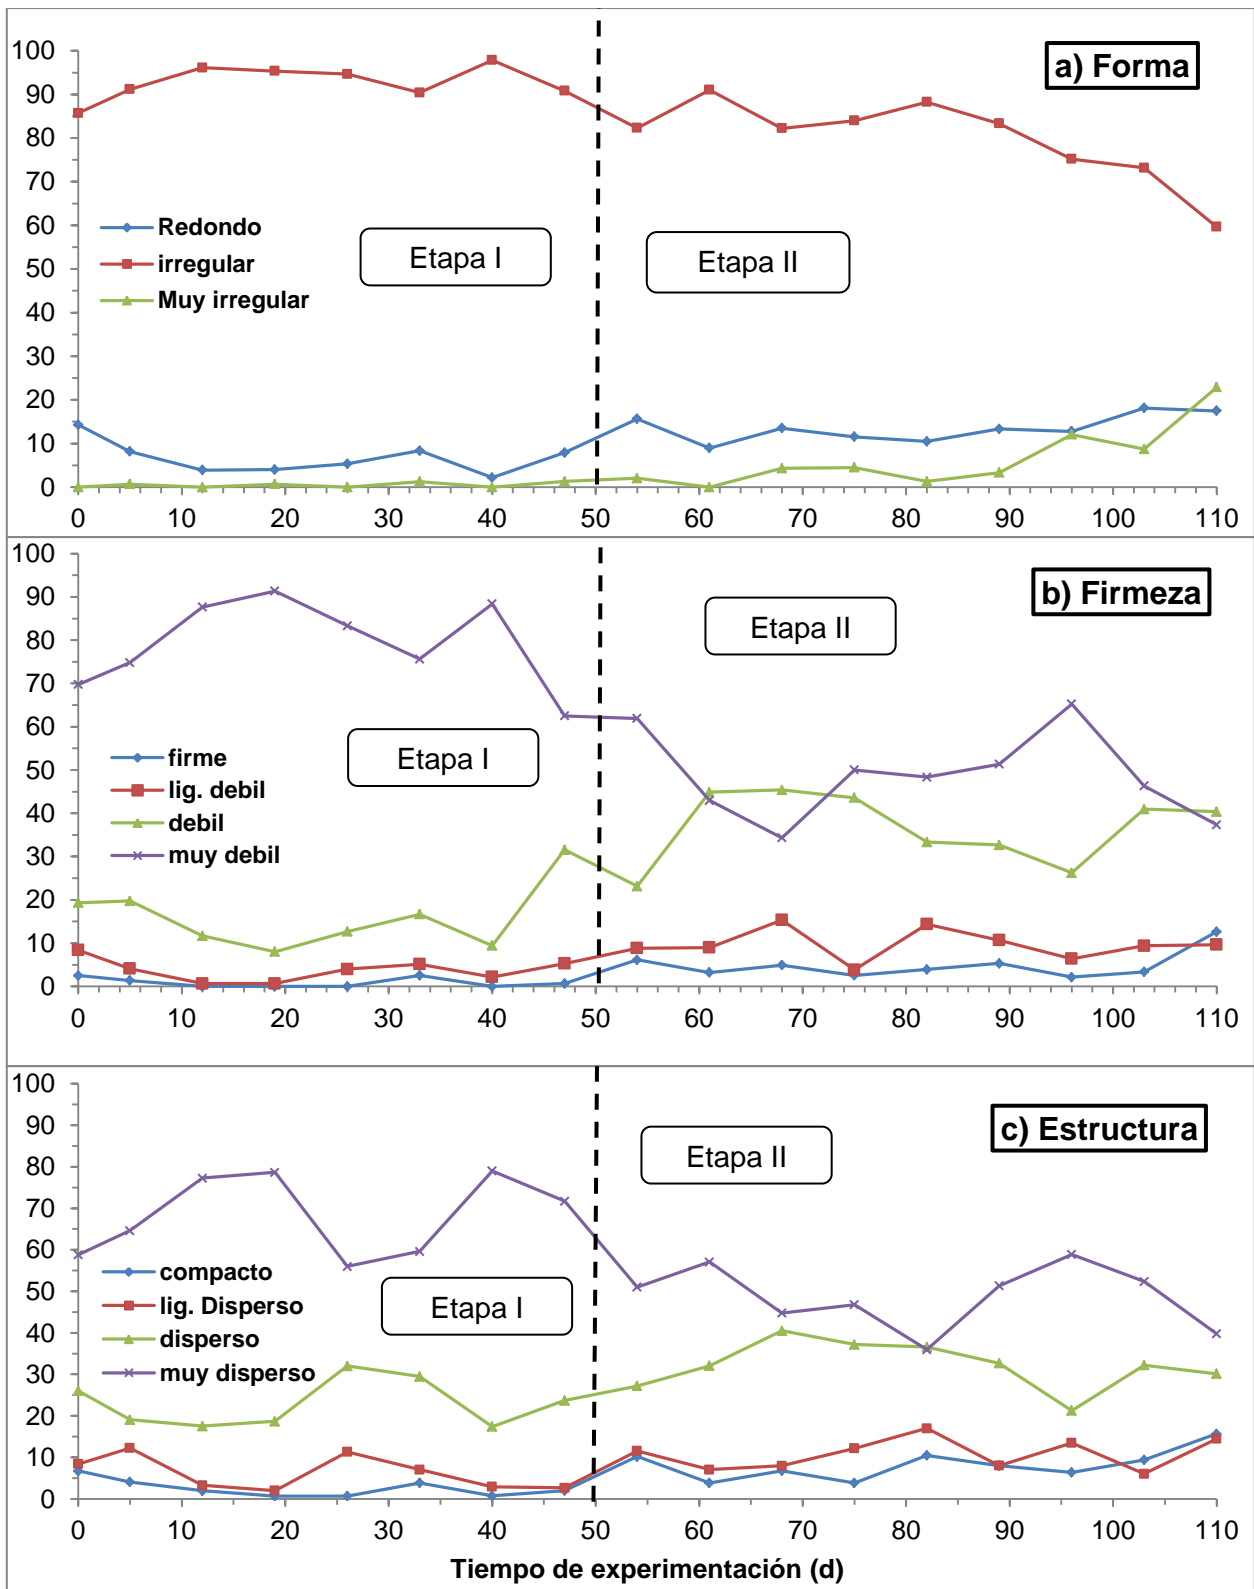 a) Forma
100
90
80
70
60
50
40
30
20
10
0
Redondo
irregular
Muy irregular
Etapa I
Etapa II
0 10 20 30 40 50 60 70 80 90 100 110
b) Firmeza
100
90
80
70
60
50
40
30
20
10
0
Etapa II
Etapa I
firme
lig. debil
debil
muy debil
0 10 20 30 40 50 60 70 80 90 100 110
c) Estructura
100
90
80
70
60
50
40
30
20
10
0
Etapa II
Etapa I
compacto
lig. Disperso
disperso
muy disperso
0 10 20 30 40 50 60 70 80 90 100 110
Tiempo de experimentación (d)